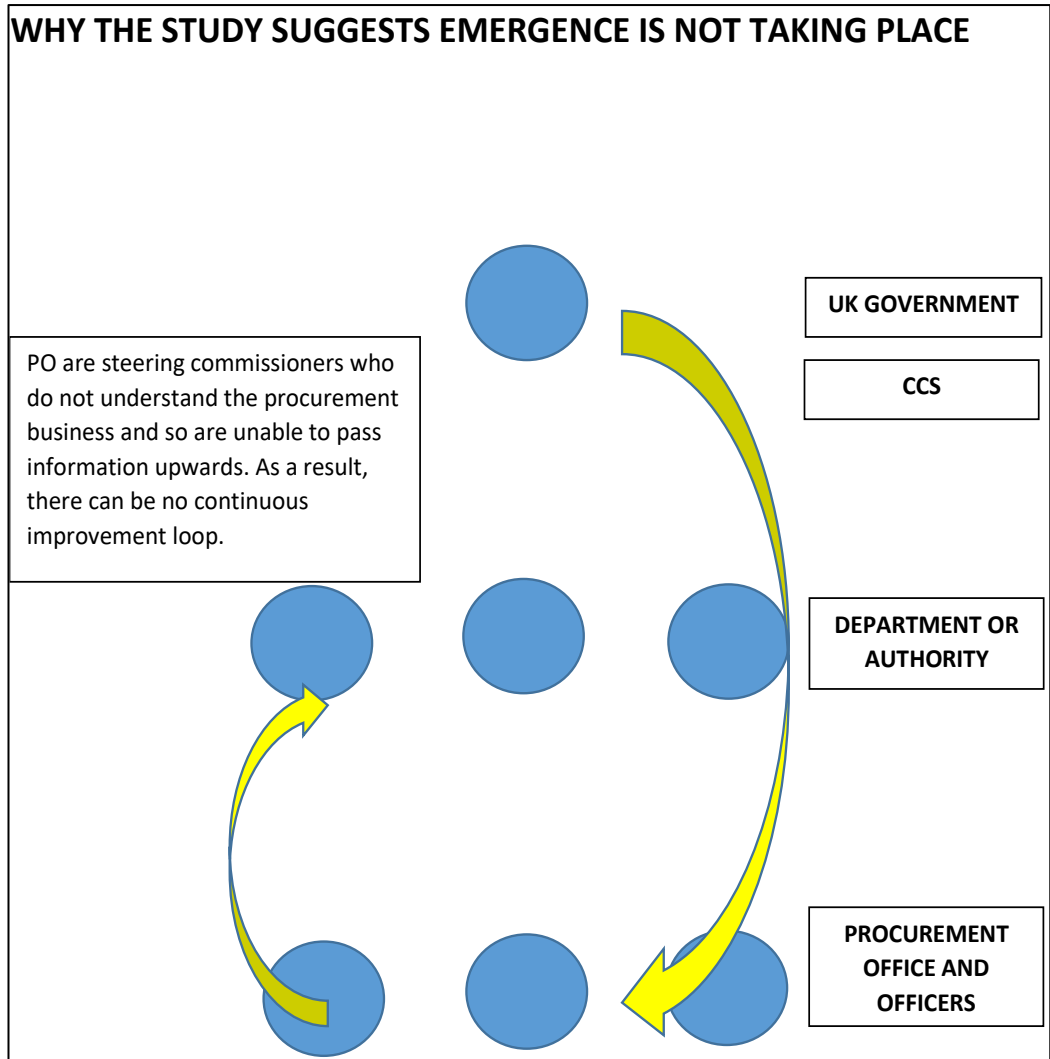 WHY THE STUDY SUGGESTS EMERGENCE IS NOT TAKING PLACE
UK GOVERNMENT
CCS
PO are steering commissioners who
do not understand the procurement
business and so are unable to pass
information upwards. As a result,
there can be no continuous
improvement loop.
DEPARTMENT OR
AUTHORITY
PROCUREMENT
OFFICE AND
OFFICERS